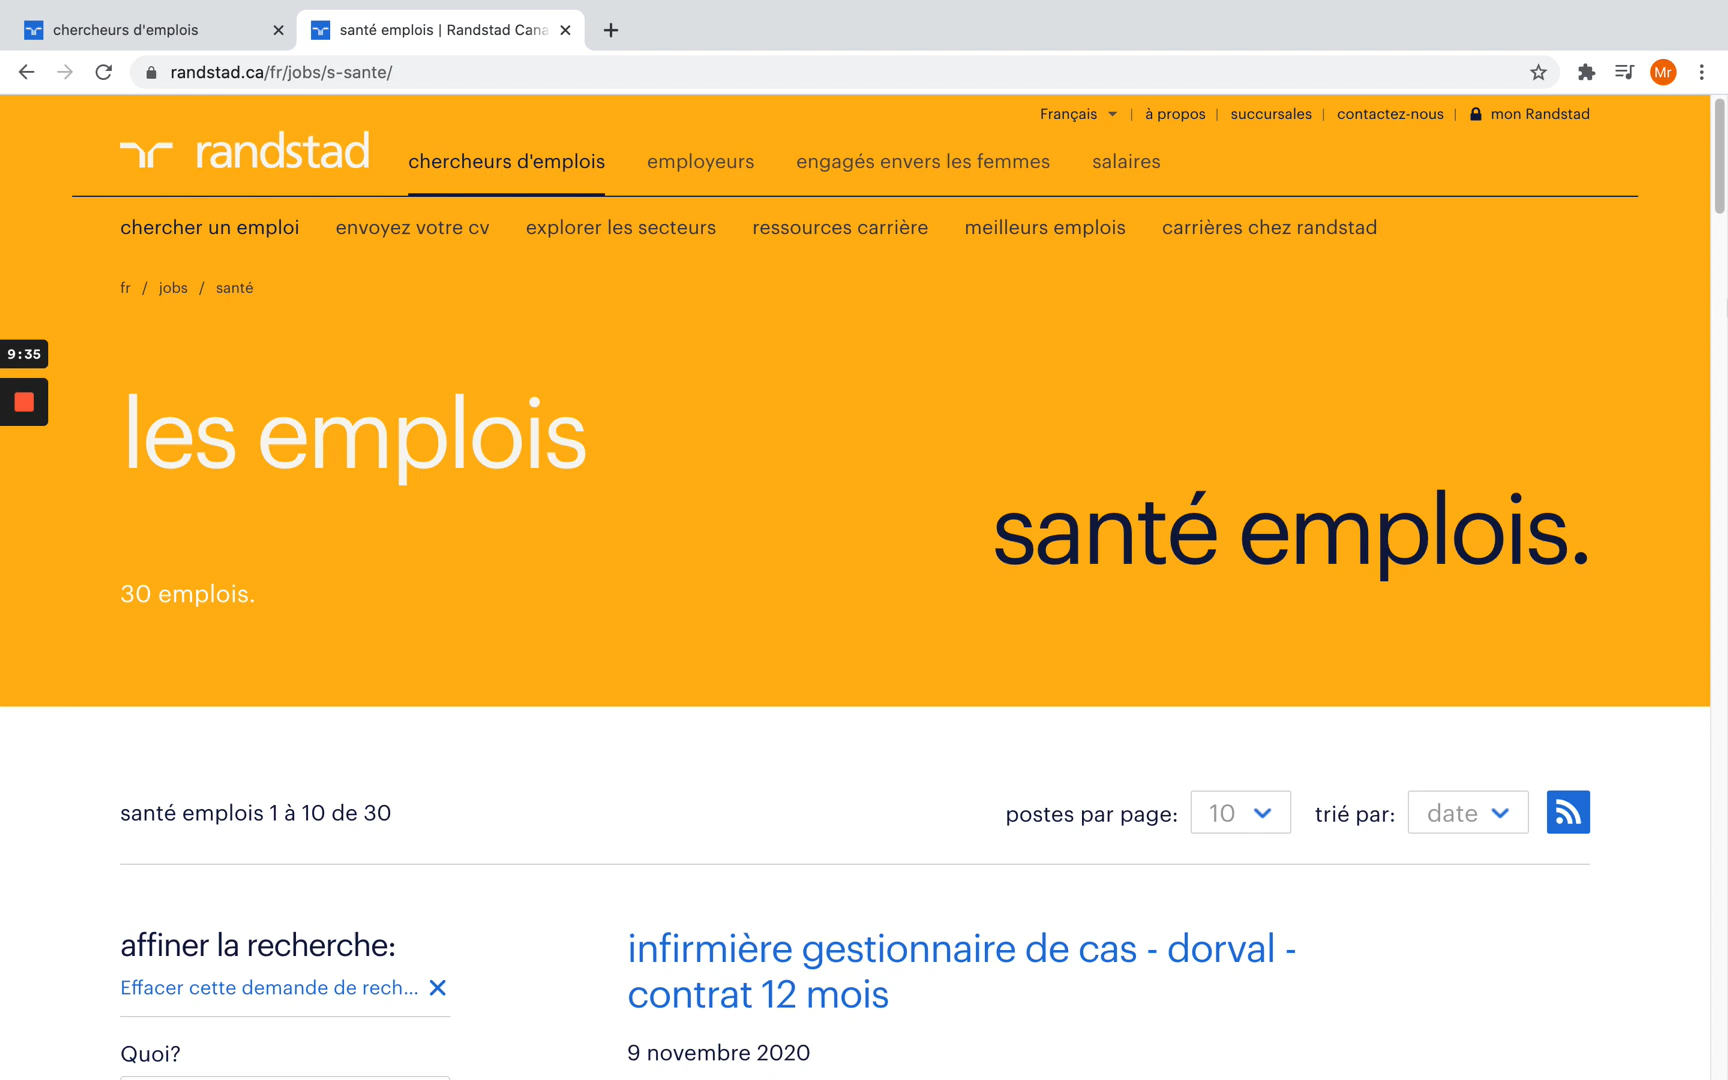 chercheurs d'emplois
santé emplois | Randstad Cana
randstad.ca/fr/jobs/s-sante/
Mr
Français | à propos | succursales | contactez-nous | mon Randstad
randstad
chercheurs d'emplois
employeurs
engagés envers les femmes
salaires
chercher un emploi
envoyez votre cv
explorer les secteurs
ressources carrière
meilleurs emplois
carrières chez randstad
fr / jobs / santé
9:35
les emplois
santé emplois.
30 emplois.
santé emplois 1 à 10 de 30
postes par page: 10
trié par: date
affiner la recherche:
Effacer cette demande de rech...
Quoi?
infirmière gestionnaire de cas - dorval -
contrat 12 mois
9 novembre 2020